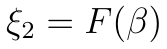 ξ₂ = F(β)